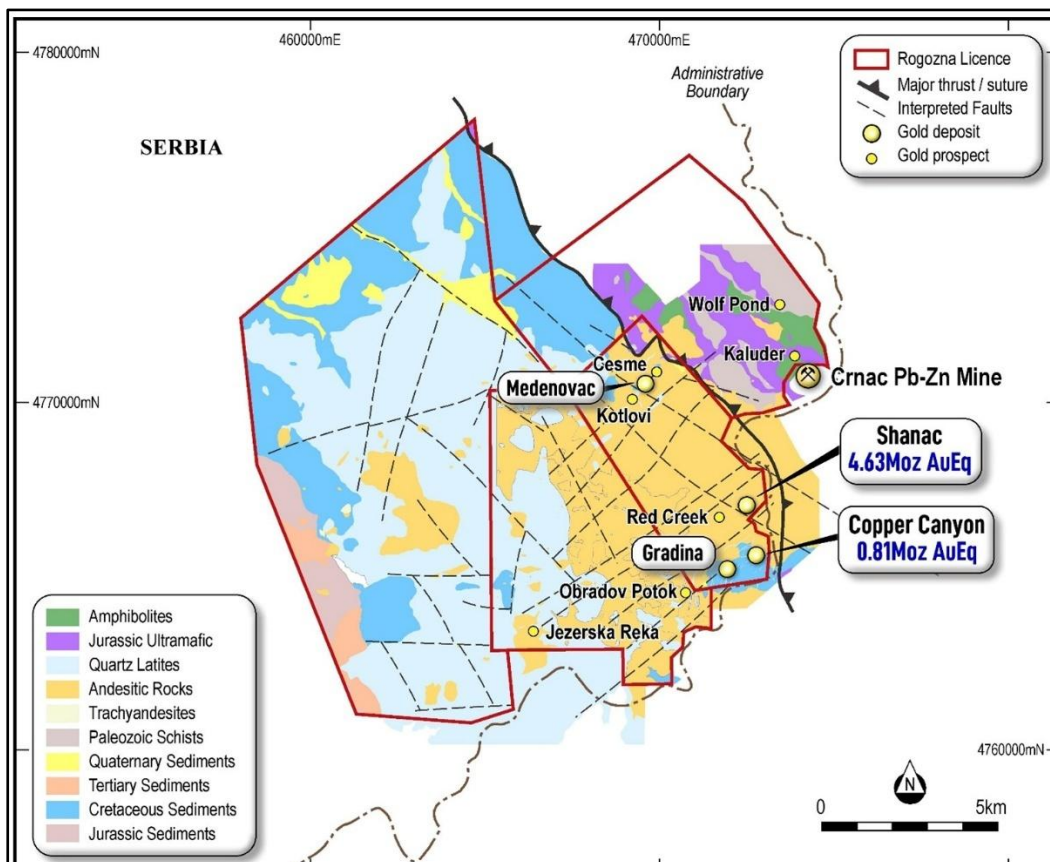 460000mE
470000mE
4780000mN
Administrative
Boundary
Rogozna Licence
Major thrust / suture
Interpreted Faults
Gold deposit
Gold prospect
SERBIA
Wolf Pond
Kaluder
Crnac Pb-Zn Mine
Cesme
Medenovac
Kotlovi
4770000mN
Shanac
4.63Moz AuEq
Red Creek
Copper Canyon
0.81Moz AuEq
Gradina
Obradov Potok
Jezerska Reka
Amphibolites
Jurassic Ultramafic
Quartz Latites
Andesitic Rocks
Trachyandesites
Paleozoic Schists
Quaternary Sediments
Tertiary Sediments
Cretaceous Sediments
Jurassic Sediments
4760000mN
N
0
5km